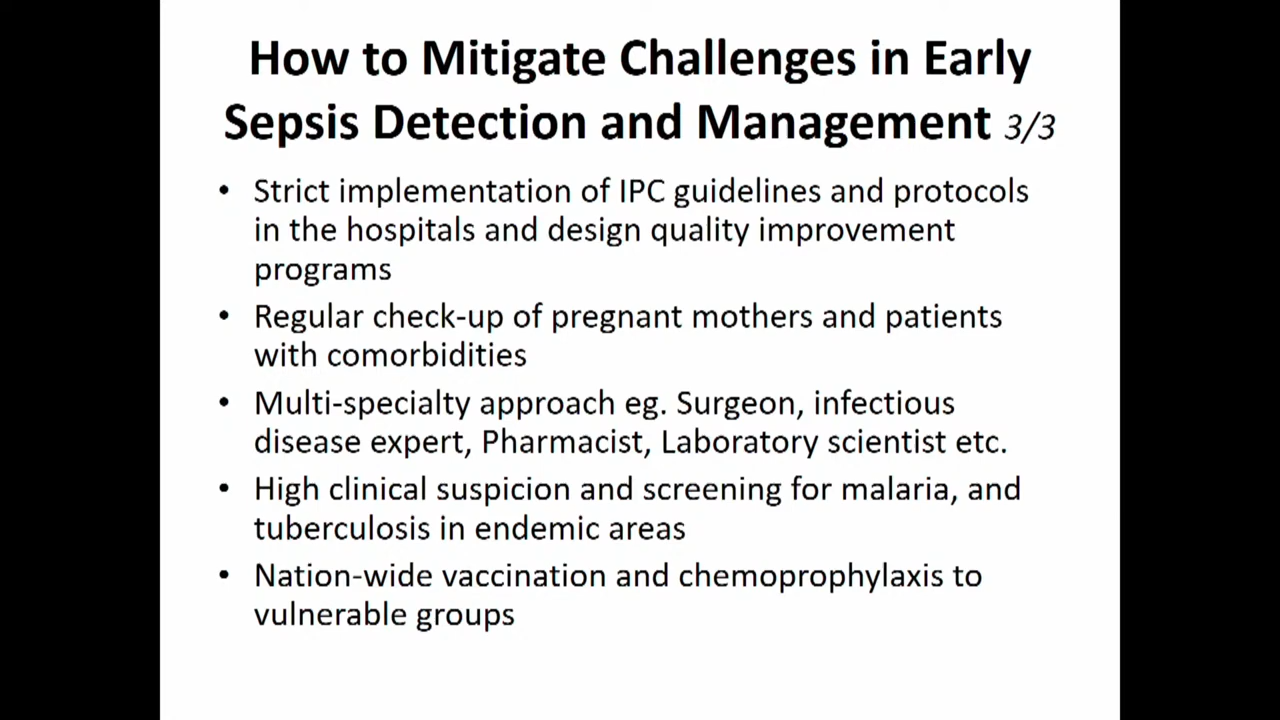 How to Mitigate Challenges in Early
Sepsis Detection and Management 3/3
• Strict implementation of IPC guidelines and protocols
in the hospitals and design quality improvement
programs
• Regular check-up of pregnant mothers and patients
with comorbidities
• Multi-specialty approach eg. Surgeon, infectious
disease expert, Pharmacist, Laboratory scientist etc.
• High clinical suspicion and screening for malaria, and
tuberculosis in endemic areas
• Nation-wide vaccination and chemoprophylaxis to
vulnerable groups